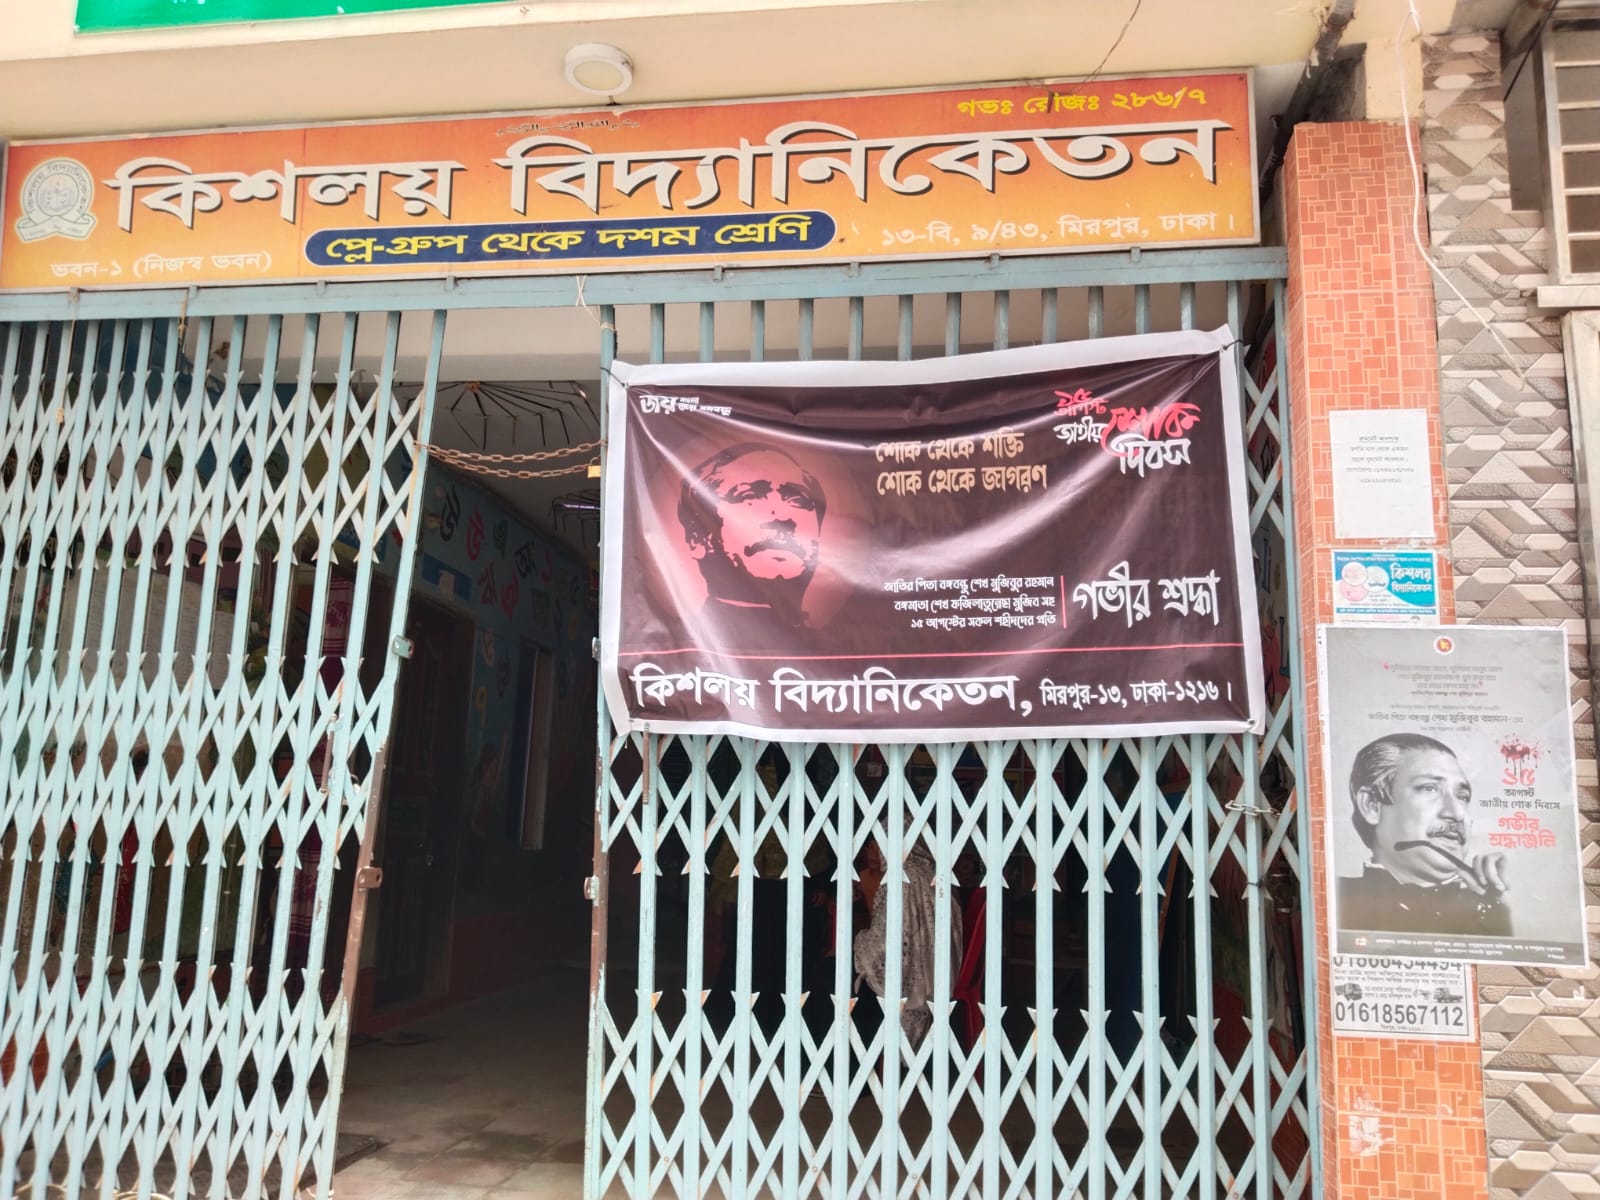 গভঃ রেজিঃ ২৮৬/৭
কিশলয় বিদ্যানিকেতন
প্লে-গ্রুপ থেকে দশম শ্রেণি
১৩-বি, ৯/৪৩, মিরপুর, ঢাকা।
ভবন-১ (নিজস্ব ভবন)
জয় বাংলা
জয় বঙ্গবন্ধু
১৫
আগস্ট
জাতীয় শোক
দিবস
শোক থেকে শক্তি
শোক থেকে জাগরণ
জাতির পিতা বঙ্গবন্ধু শেখ মুজিবুর রহমান
বঙ্গমাতা শেখ ফজিলাতুন্নেছা মুজিব সহ
১৫ আগস্টের সকল শহীদদের প্রতি
গভীর শ্রদ্ধা
কিশলয় বিদ্যানিকেতন, মিরপুর-১৩, ঢাকা-১২১৬।
কিশলয়
বিদ্যানিকেতন
জাতির পিতা বঙ্গবন্ধু শেখ মুজিবুর রহমান-এর
১৫
আগস্ট
জাতীয় শোক দিবসে
গভীর
শ্রদ্ধাঞ্জলি
01618567112